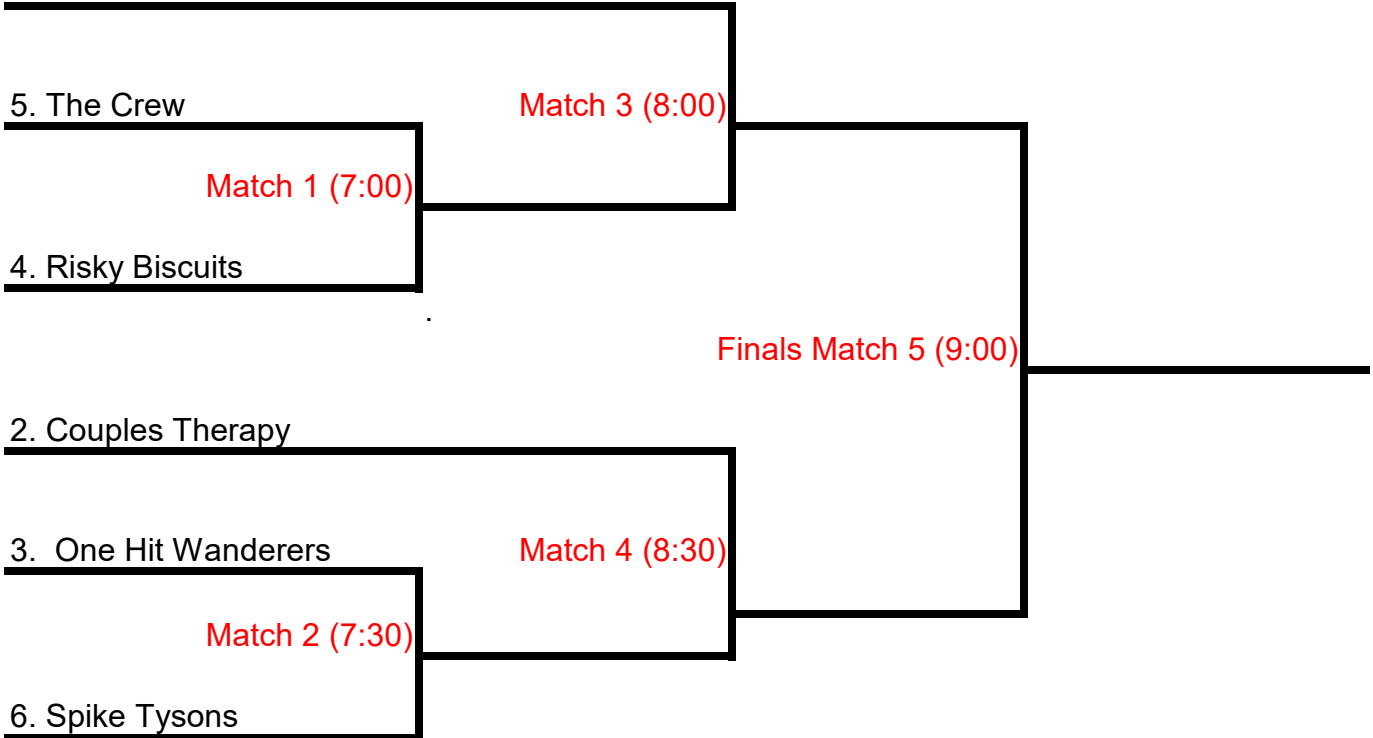 5. The Crew
Match 3 (8:00)
Match 1 (7:00)
4. Risky Biscuits
.
Finals Match 5 (9:00)
2. Couples Therapy
3.  One Hit Wanderers
Match 4 (8:30)
Match 2 (7:30)
6. Spike Tysons